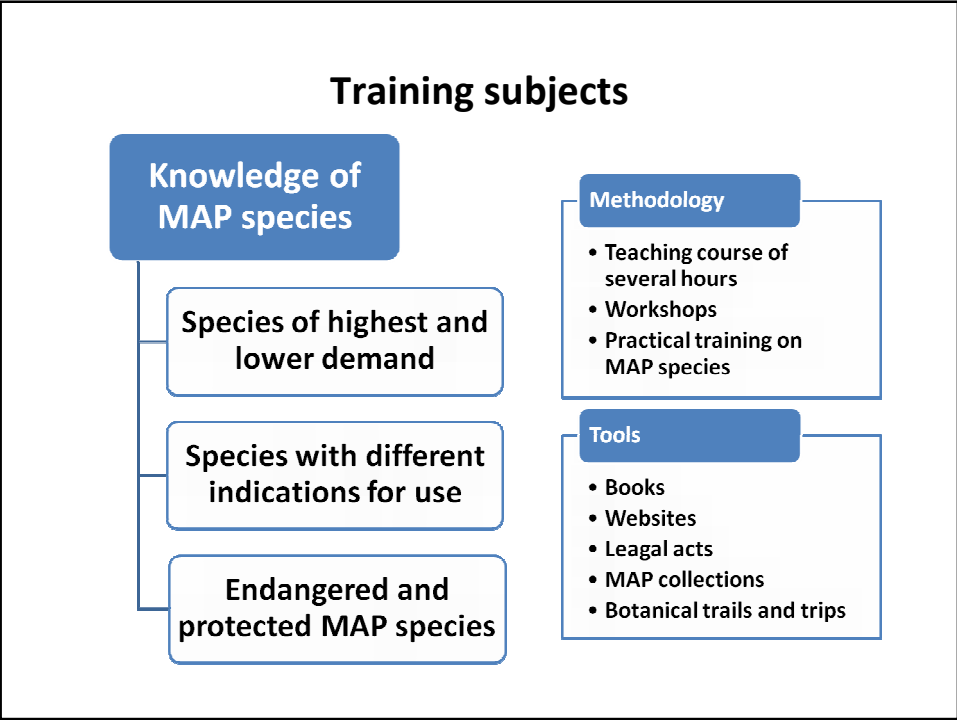 Training subjects
Knowledge of
MAP species
Species of highest and
lower demand
Species with different
indications for use
Endangered and
protected MAP species
Methodology
• Teaching course of
several hours
• Workshops
• Practical training on
MAP species
Tools
• Books
• Websites
• Leagal acts
• MAP collections
• Botanical trails and trips